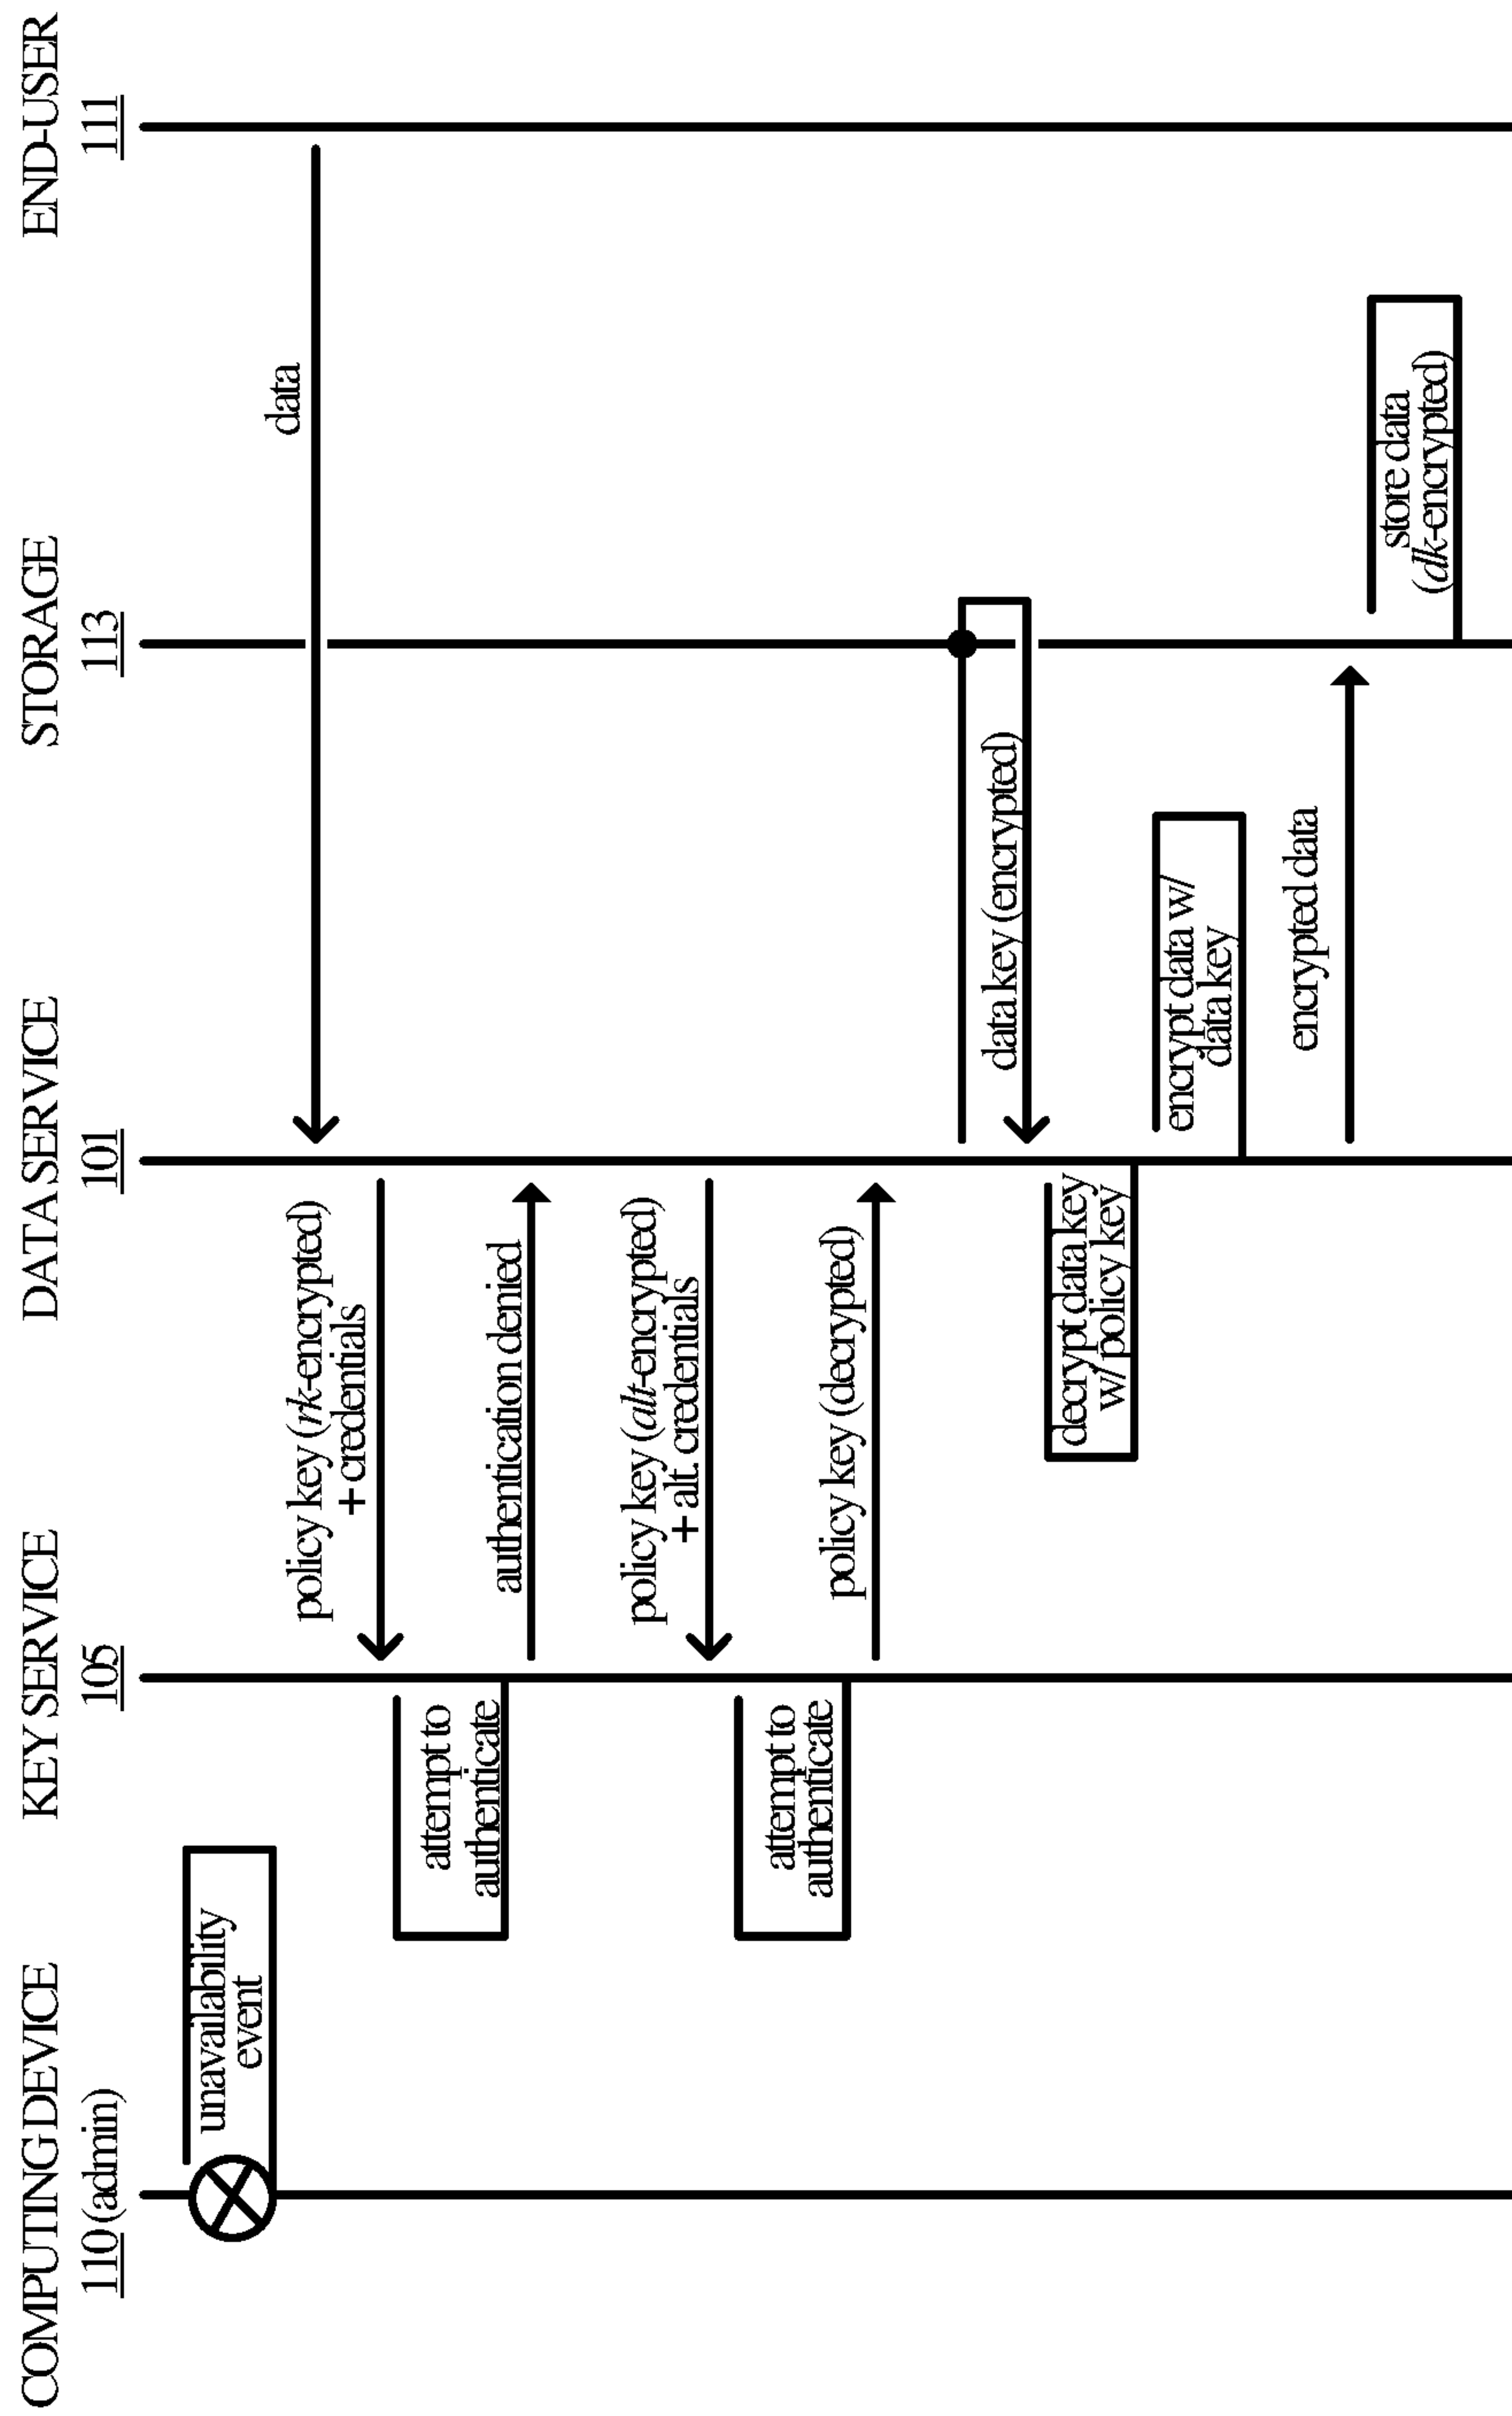 COMPUTING DEVICE
110 (admin)
KEY SERVICE
105
DATA SERVICE
101
STORAGE
113
END-USER
111
unavailability
event
data
policy key (rk-encrypted)
+ credentials
attempt to
authenticate
authentication denied
policy key (alt-encrypted)
+ alt. credentials
attempt to
authenticate
policy key (decrypted)
data key (encrypted)
decrypt data key
w/ policy key
encrypt data w/
data key
encrypted data
store data
(dk-encrypted)